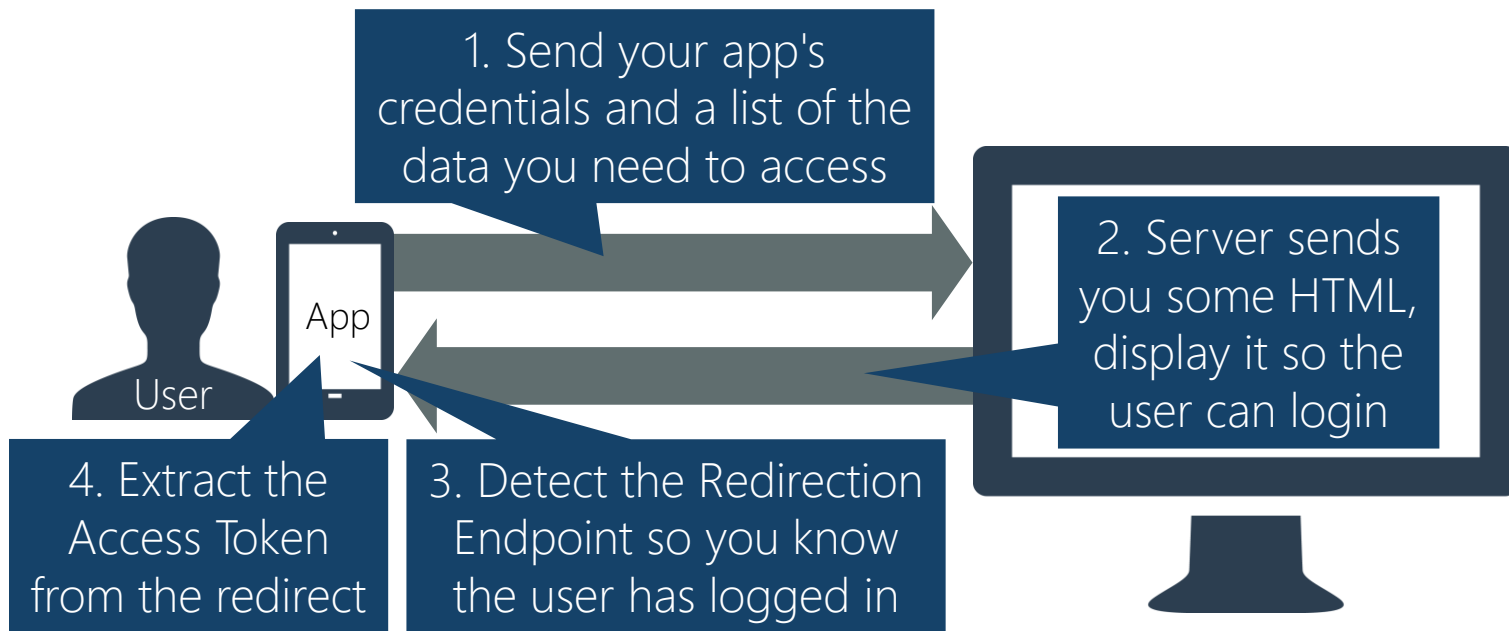 1. Send your app's
credentials and a list of the
data you need to access
2. Server sends
you some HTML,
display it so the
user can login
App
User
4. Extract the
Access Token
from the redirect
3. Detect the Redirection
Endpoint so you know
the user has logged in